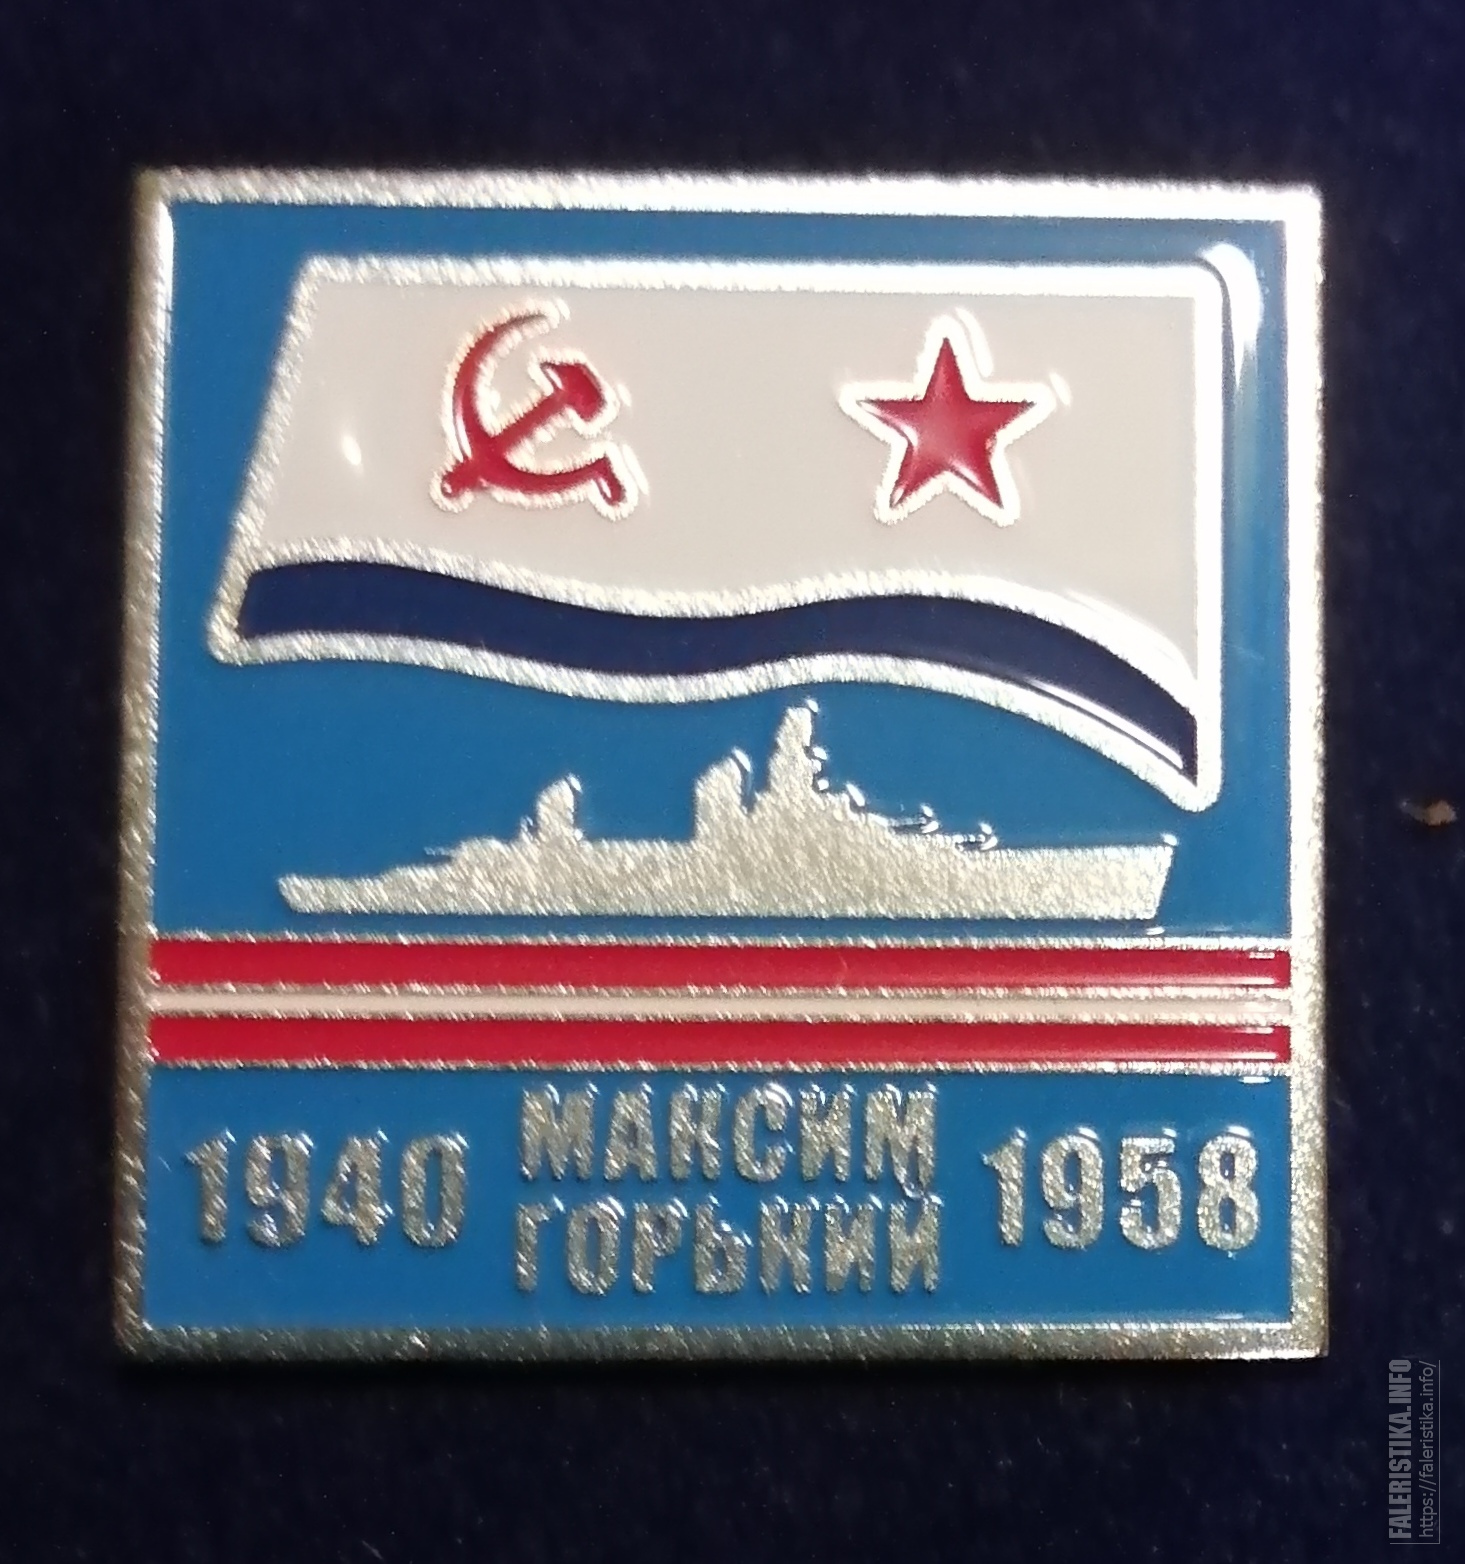 1940 МАКСИМ ГОРЬКИЙ 1958
FALERISTIKA.INFO
https://faleristika.info/